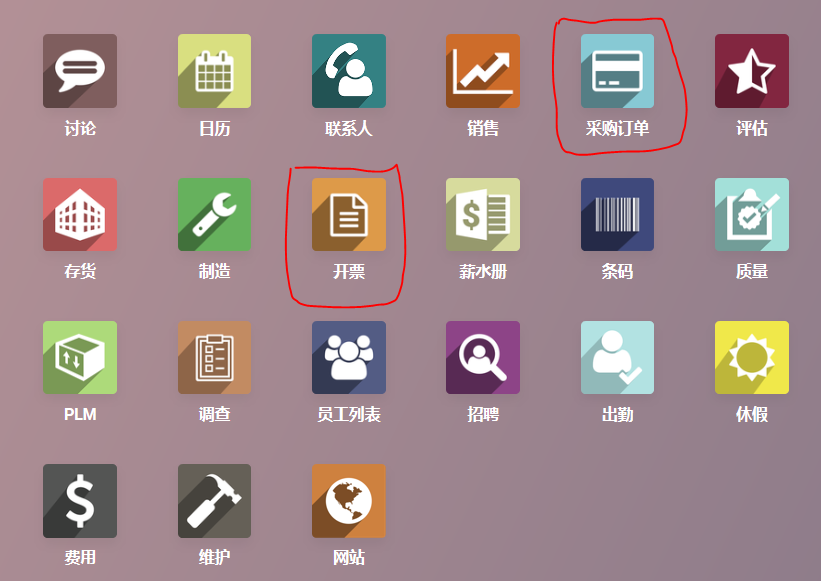 讨论
日历
联系人
销售
采购订单
评估
存货
制造
开票
薪水册
条码
质量
PLM
调查
员工列表
招聘
出勤
休假
费用
维护
网站